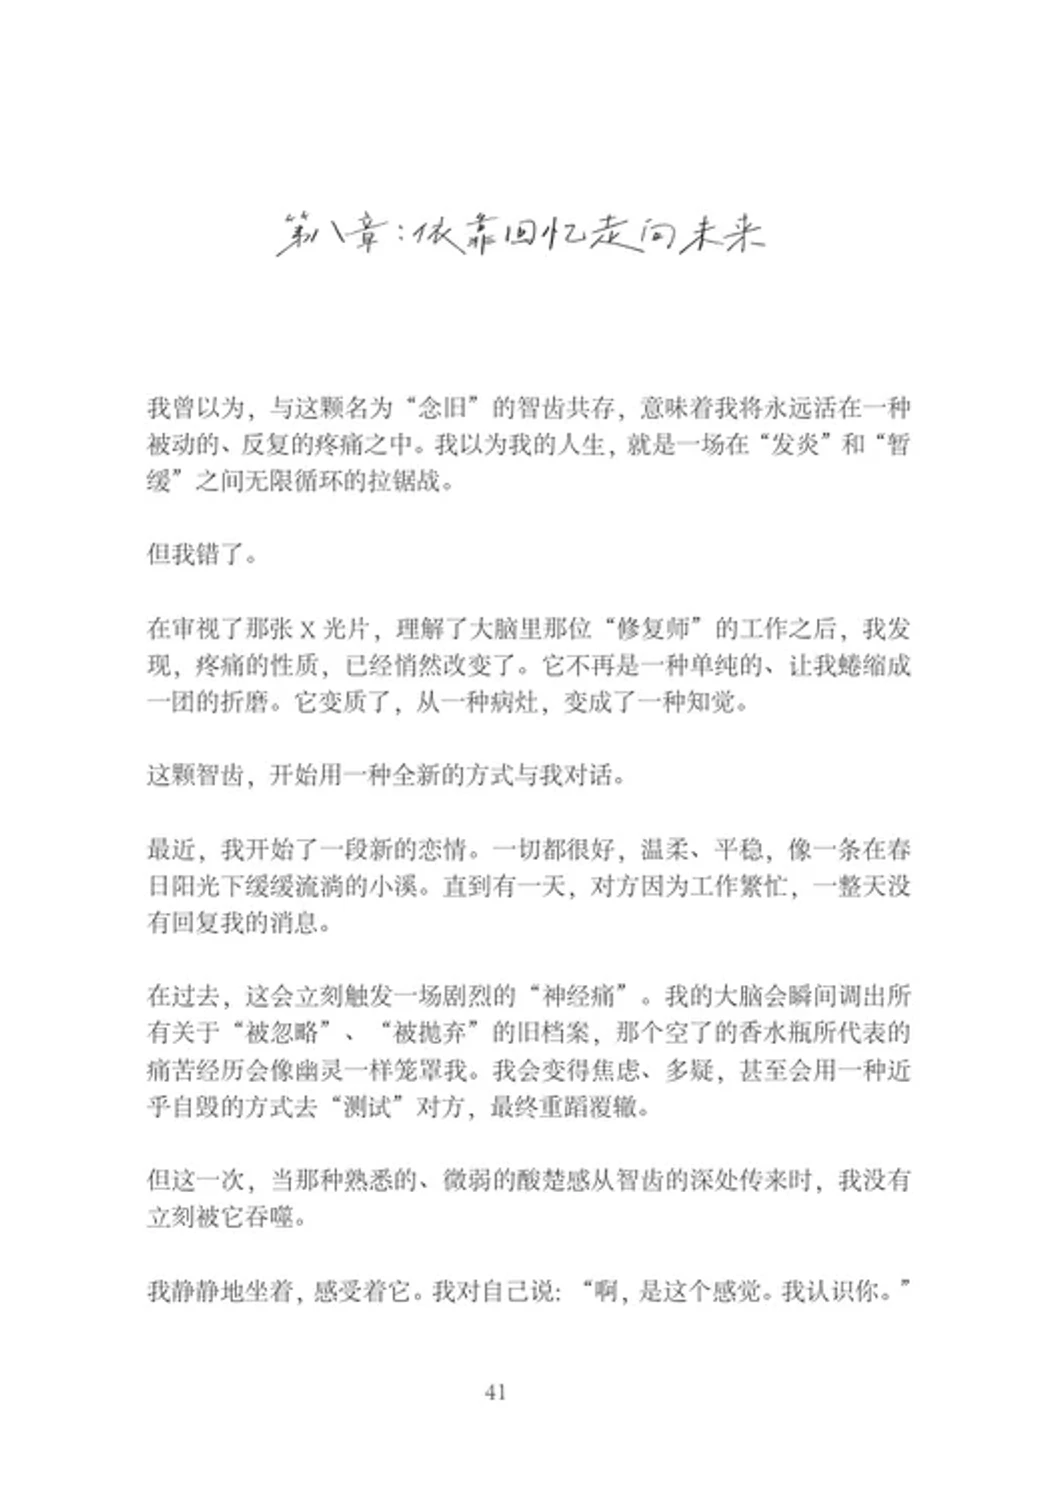 第八章：依靠回忆走向未来
我曾以为，与这颗名为“念旧”的智齿共存，意味着我将永远活在一种
被动的、反复的疼痛之中。我以为我的人生，就是一场在“发炎”和“暂
缓”之间无限循环的拉锯战。
但我错了。
在审视了那张 X 光片，理解了大脑里那位“修复师”的工作之后，我发
现，疼痛的性质，已经悄然改变了。它不再是一种单纯的、让我蜷缩成
一团的折磨。它变质了，从一种病灶，变成了一种知觉。
这颗智齿，开始用一种全新的方式与我对话。
最近，我开始了一段新的恋情。一切都很好，温柔、平稳，像一条在春
日阳光下缓缓流淌的小溪。直到有一天，对方因为工作繁忙，一整天没
有回复我的消息。
在过去，这会立刻触发一场剧烈的“神经痛”。我的大脑会瞬间调出所
有关于“被忽略”、“被抛弃”的旧档案，那个空了的香水瓶所代表的
痛苦经历会像幽灵一样笼罩我。我会变得焦虑、多疑，甚至会用一种近
乎自毁的方式去“测试”对方，最终重蹈覆辙。
但这一次，当那种熟悉的、微弱的酸楚感从智齿的深处传来时，我没有
立刻被它吞噬。
我静静地坐着，感受着它。我对自己说：“啊，是这个感觉。我认识你。”
41